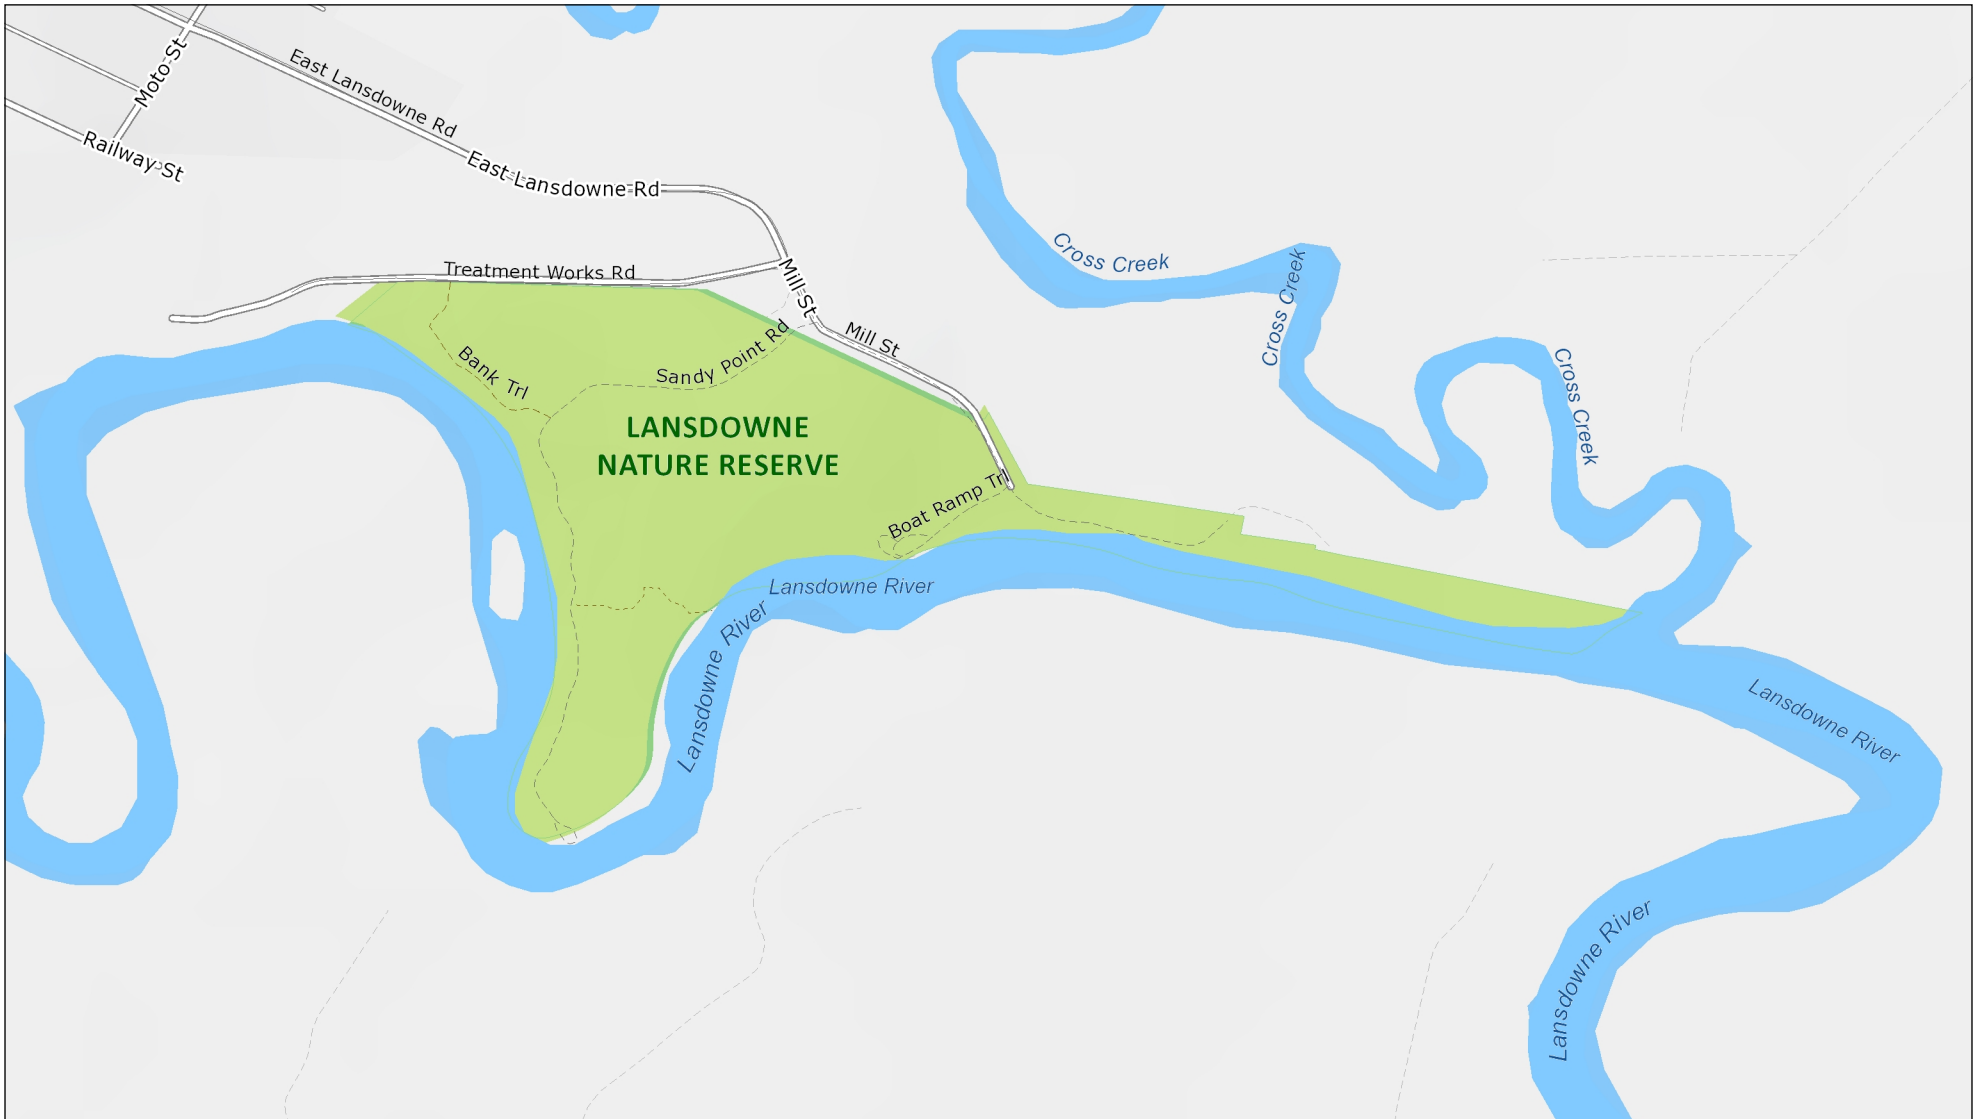 Moto St
East Lansdowne Rd
Railway St
East Lansdowne Rd
Treatment Works Rd
Mill St
Mill St
Bank Trl
Sandy Point Rd
LANSDOWNE
NATURE RESERVE
Boat Ramp Trl
Cross Creek
Cross Creek
Cross Creek
Lansdowne River
Lansdowne River
Lansdowne River
Lansdowne River